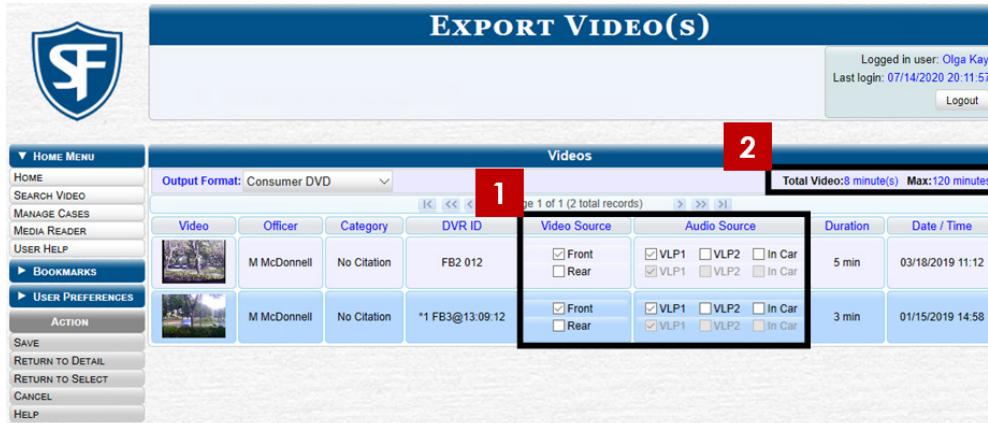 SF
EXPORT VIDEO(S)
Logged in user: Olga Kay
Last login: 07/14/2020 20:11:57
Logout
▼ HOME MENU
HOME
SEARCH VIDEO
MANAGE CASES
MEDIA READER
USER HELP
► BOOKMARKS
► USER PREFERENCES
ACTION
SAVE
RETURN TO DETAIL
RETURN TO SELECT
CANCEL
HELP
Videos
2
Output Format: Consumer DVD
Total Video:8 minute(s) Max:120 minutes
1
1 of 1 (2 total records)
Video Officer Category DVR ID Video Source Audio Source Duration Date / Time
M McDonnell No Citation FB2 012 Front VLP1 VLP2 In Car 5 min 03/18/2019 11:12
Rear VLP1 VLP2 In Car
M McDonnell No Citation *1 FB3@13:09:12 Front VLP1 VLP2 In Car 3 min 01/15/2019 14:58
Rear VLP1 VLP2 In Car